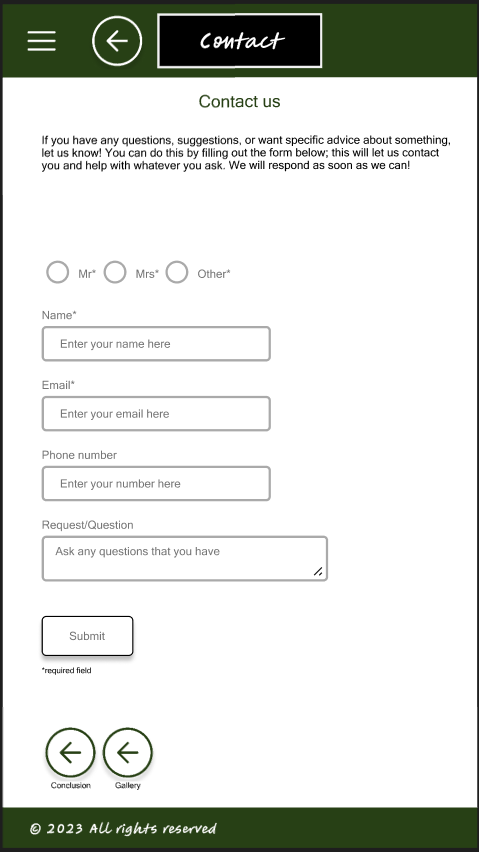 Contact
Contact us
If you have any questions, suggestions, or want specific advice about something,
let us know! You can do this by filling out the form below; this will let us contact
you and help with whatever you ask. We will respond as soon as we can!
Mr* Mrs* Other*
Name*
Enter your name here
Email*
Enter your email here
Phone number
Enter your number here
Request/Question
Ask any questions that you have
Submit
*required field
Conclusion Gallery
© 2023 All rights reserved